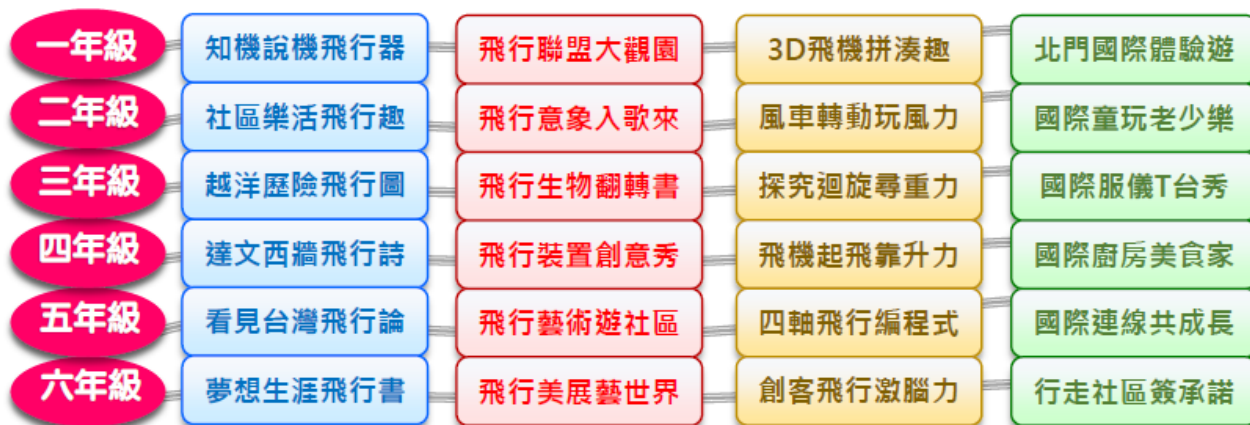 一年級 知機說機飛行器 飛行聯盟大觀園 3D飛機拼湊趣 北門國際體驗遊
二年級 社區樂活飛行趣 飛行意象入歌來 風車轉動玩風力 國際童玩老少樂
三年級 越洋歷險飛行圖 飛行生物翻轉書 探究迴旋尋重力 國際服儀T台秀
四年級 達文西牆飛行詩 飛行裝置創意秀 飛機起飛靠升力 國際廚房美食家
五年級 看見台灣飛行論 飛行藝術遊社區 四軸飛行編程式 國際連線共成長
六年級 夢想生涯飛行書 飛行美展藝世界 創客飛行激腦力 行走社區簽承諾